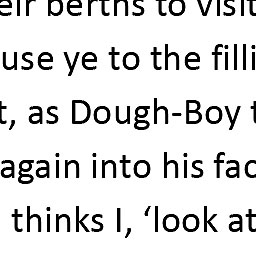 eir berths to visit
use ye to the filli
t, as Dough-Boy t
again into his fac
thinks I, ‘look at